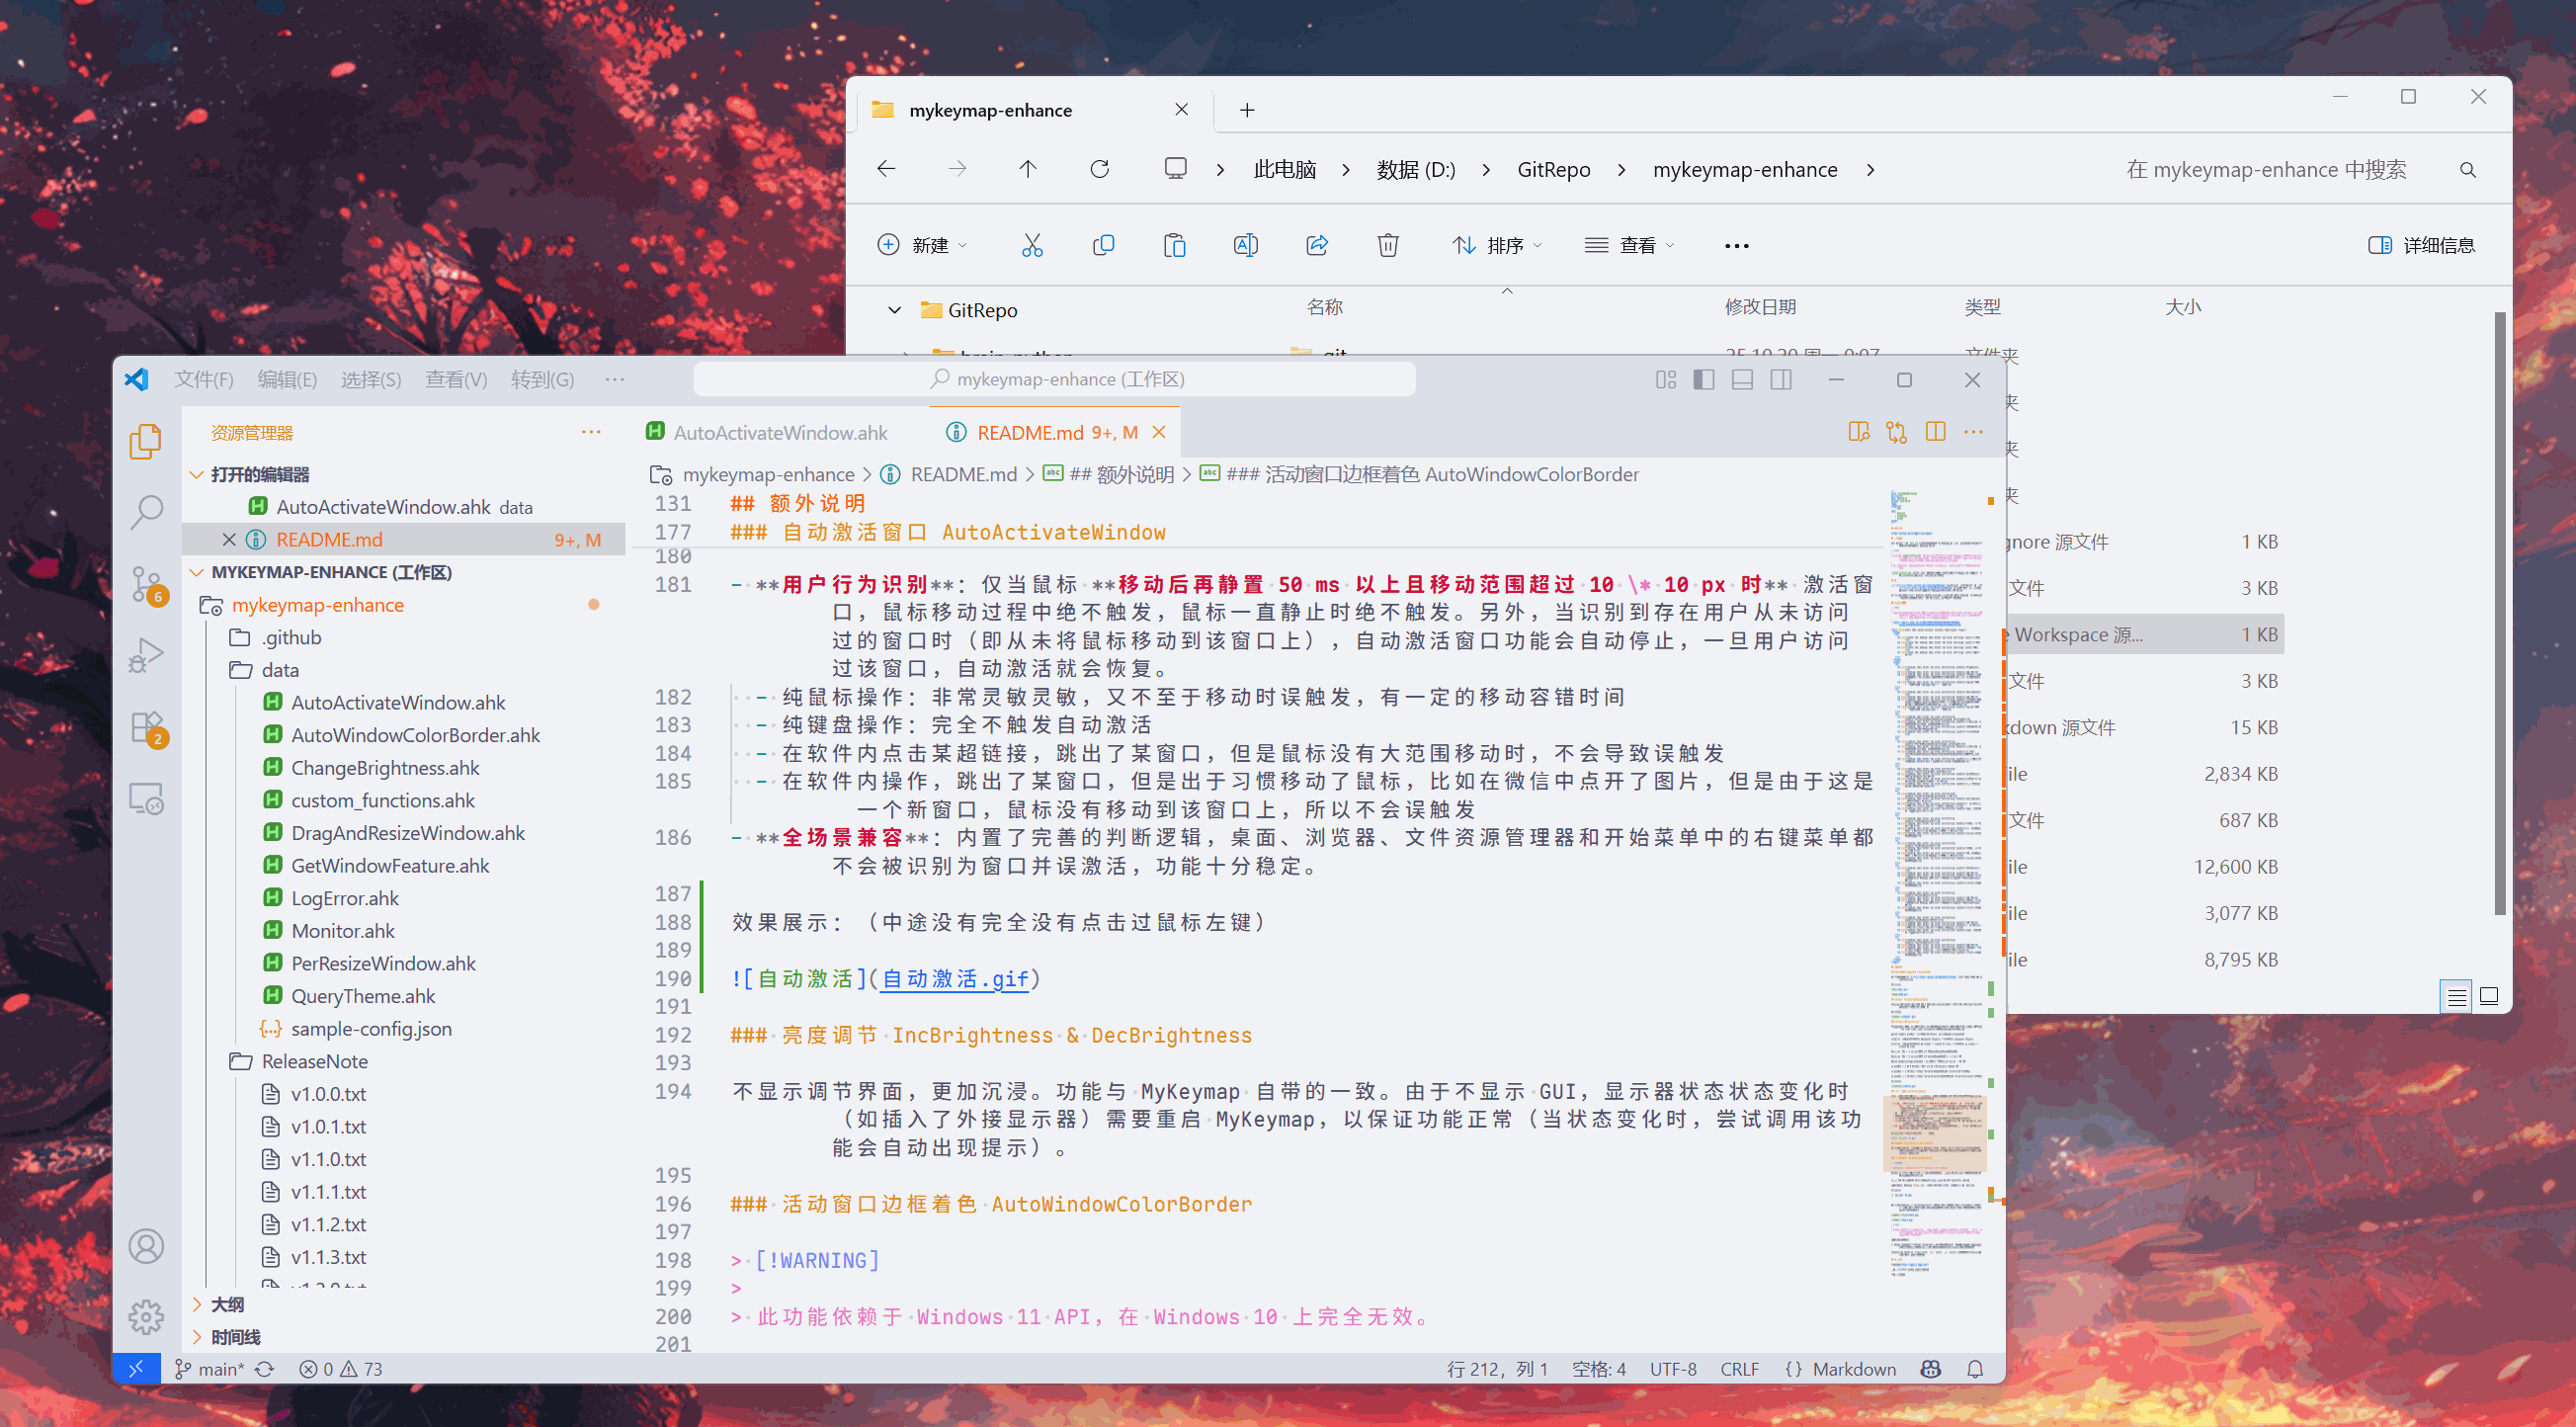 mykeymap-enhance
此电脑 数据 (D:) GitRepo mykeymap-enhance 在 mykeymap-enhance 中搜索
新建 排序 查看 详细信息
GitRepo 名称 修改日期 类型 大小
文件夹
夹
夹
夹
gnore 源文件 1 KB
文件 3 KB
e Workspace 源... 1 KB
文件 3 KB
kdown 源文件 15 KB
ile 2,834 KB
文件 687 KB
ile 12,600 KB
ile 3,077 KB
ile 8,795 KB
文件(F) 编辑(E) 选择(S) 查看(V) 转到(G) ··· mykeymap-enhance (工作区)
资源管理器
打开的编辑器
AutoActivateWindow.ahk data
README.md 9+, M
MYKEYMAP-ENHANCE (工作区)
mykeymap-enhance
.github
data
AutoActivateWindow.ahk
AutoWindowColorBorder.ahk
ChangeBrightness.ahk
custom_functions.ahk
DragAndResizeWindow.ahk
GetWindowFeature.ahk
LogError.ahk
Monitor.ahk
PerResizeWindow.ahk
QueryTheme.ahk
sample-config.json
ReleaseNote
v1.0.0.txt
v1.0.1.txt
v1.1.0.txt
v1.1.1.txt
v1.1.2.txt
v1.1.3.txt
大纲
时间线
6
2
AutoActivateWindow.ahk README.md 9+, M
mykeymap-enhance > README.md > ## 额外说明 > ### 活动窗口边框着色 AutoWindowColorBorder
131 ## 额外说明
177 ### 自动激活窗口 AutoActivateWindow
180
181 - **用户行为识别**：仅当鼠标 **移动后再静置 50 ms 以上且移动范围超过 10 \* 10 px 时** 激活窗
口，鼠标移动过程中绝不触发，鼠标一直静止时绝不触发。另外，当识别到存在用户从未访问
过的窗口时（即从未将鼠标移动到该窗口上），自动激活窗口功能会自动停止，一旦用户访问
过该窗口，自动激活就会恢复。
182 - 纯鼠标操作：非常灵敏灵敏，又不至于移动时误触发，有一定的移动容错时间
183 - 纯键盘操作：完全不触发自动激活
184 - 在软件内点击某超链接，跳出了某窗口，但是鼠标没有大范围移动时，不会导致误触发
185 - 在软件内操作，跳出了某窗口，但是出于习惯移动了鼠标，比如在微信中点开了图片，但是由于这是
一个新窗口，鼠标没有移动到该窗口上，所以不会误触发
186 - **全场景兼容**：内置了完善的判断逻辑，桌面、浏览器、文件资源管理器和开始菜单中的右键菜单都
不会被识别为窗口并误激活，功能十分稳定。
187
188 效果展示：（中途没有完全没有点击过鼠标左键）
189
190 ![自动激活](自动激活.gif)
191
192 ### 亮度调节 IncBrightness & DecBrightness
193
194 不显示调节界面，更加沉浸。功能与 MyKeymap 自带的一致。由于不显示 GUI，显示器状态状态变化时
（如插入了外接显示器）需要重启 MyKeymap，以保证功能正常（当状态变化时，尝试调用该功
能会自动出现提示）。
195
196 ### 活动窗口边框着色 AutoWindowColorBorder
197
198 > [!WARNING]
199 >
200 > 此功能依赖于 Windows 11 API，在 Windows 10 上完全无效。
201
main* 0 73 行 212，列 1 空格: 4 UTF-8 CRLF {} Markdown